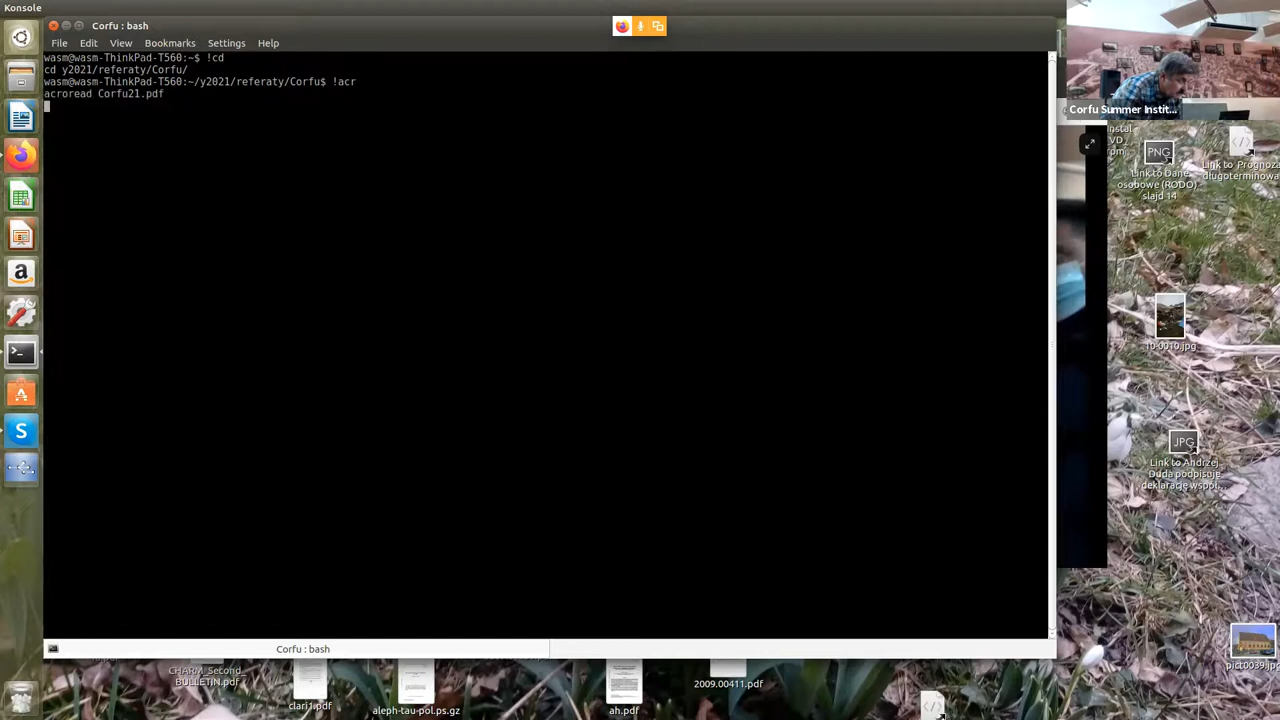 Konsole
Corfu : bash
File Edit View Bookmarks Settings Help
wasm@wasm-ThinkPad-T560:~$ !cd
cd y2021/referaty/Corfu/
wasm@wasm-ThinkPad-T560:~/y2021/referaty/Corfu$ !acr
acroread Corfu21.pdf
Corfu Summer Instit...
PNG
Link to Dane
osobowe (RODO)
slajd 14
Link to Prognoza
długoterminowa
10-0010.jpg
JPG
Link to Andrzej
Duda podpisuje
deklarację współ...
Corfu : bash
CHARM_Second_
BULLETIN.pdf
clari1.pdf
aleph-tau-pol.ps.gz
ah.pdf
2009.00411.pdf
pict0039.jpg